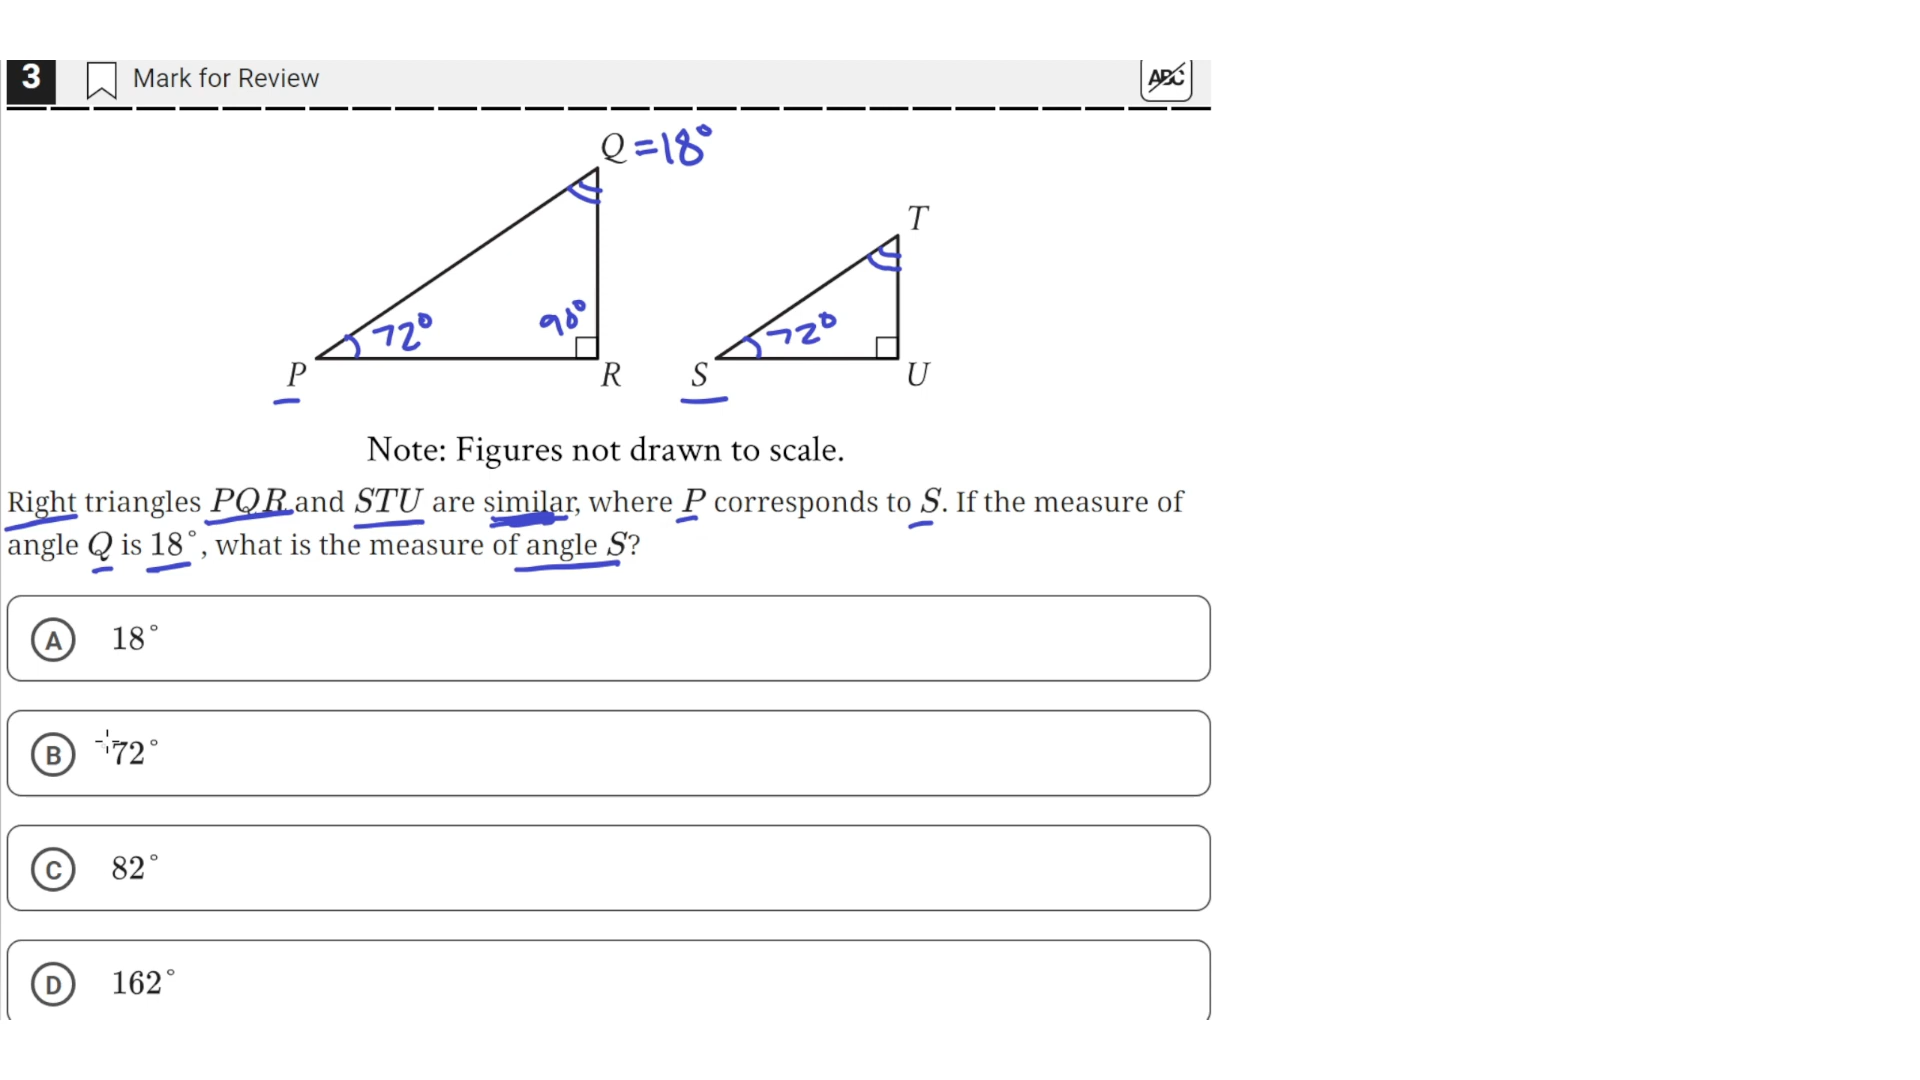 3 Mark for Review ABC
Q =18°
T
72° 90° 72°
P R S U
Note: Figures not drawn to scale.
Right triangles PQR and STU are similar, where P corresponds to S. If the measure of
angle Q is 18°, what is the measure of angle S?
A 18°
B 72°
C 82°
D 162°